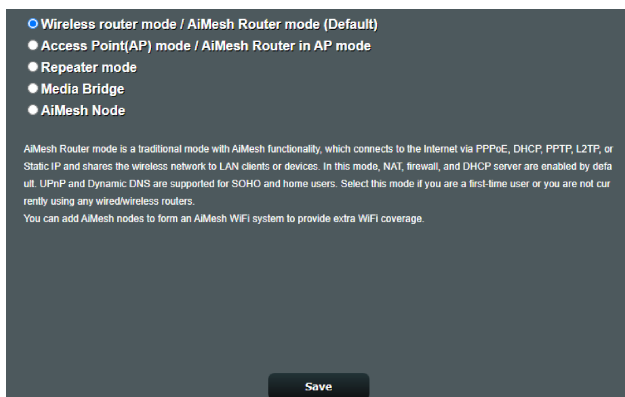 Wireless router mode / AiMesh Router mode (Default)
Access Point(AP) mode / AiMesh Router in AP mode
Repeater mode
Media Bridge
AiMesh Node
AiMesh Router mode is a traditional mode with AiMesh functionality, which connects to the Internet via PPPoE, DHCP, PPTP, L2TP, or
Static IP and shares the wireless network to LAN clients or devices. In this mode, NAT, firewall, and DHCP server are enabled by defa
ult. UPnP and Dynamic DNS are supported for SOHO and home users. Select this mode if you are a first-time user or you are not cur
rently using any wired/wireless routers.
You can add AiMesh nodes to form an AiMesh WiFi system to provide extra WiFi coverage.
Save